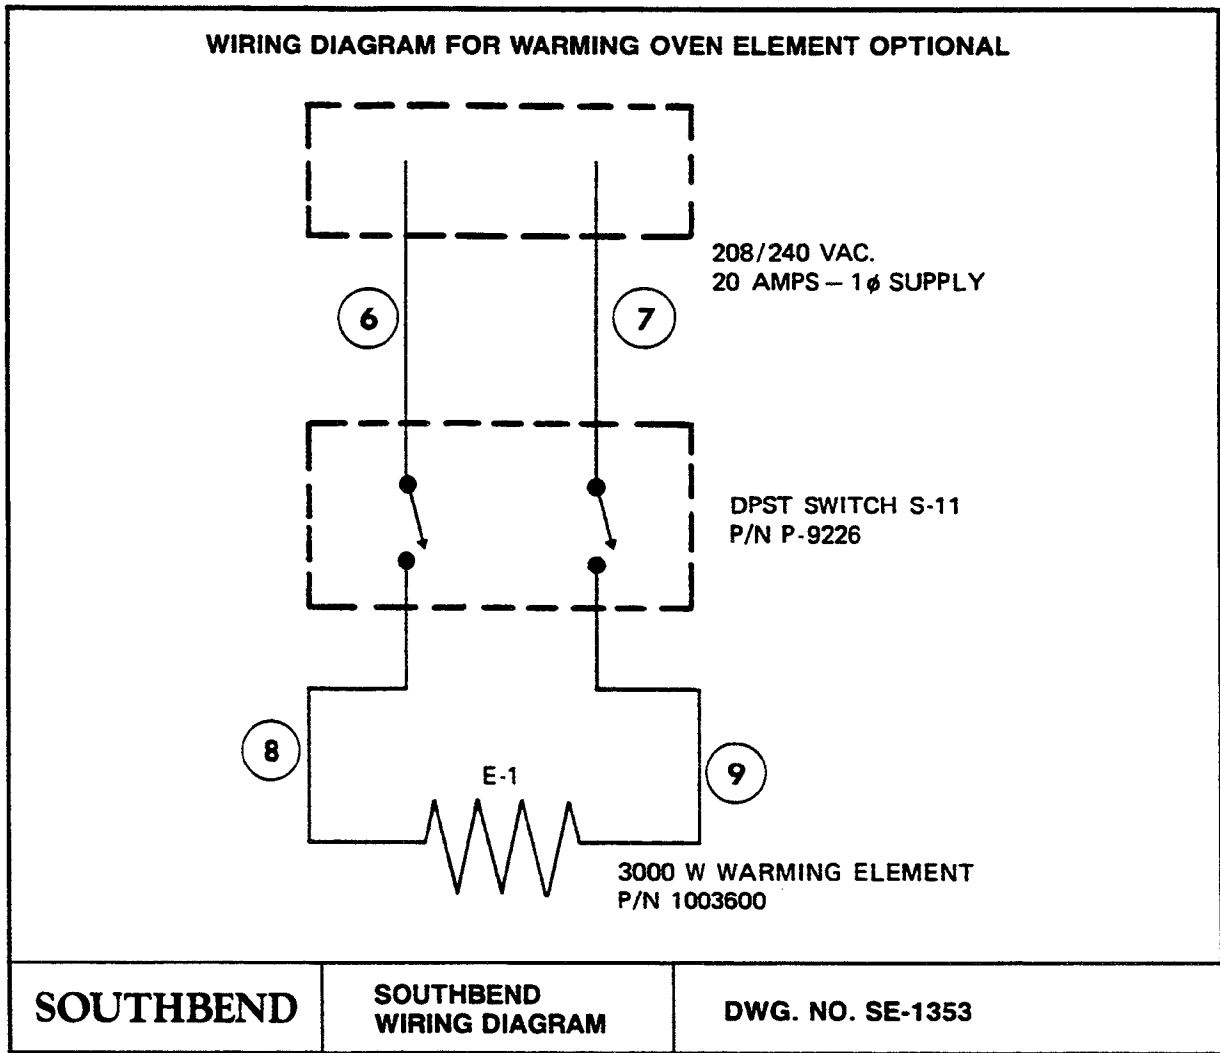 WIRING DIAGRAM FOR WARMING OVEN ELEMENT OPTIONAL
208/240 VAC.
20 AMPS – 1ϕ SUPPLY
6
7
DPST SWITCH S-11
P/N P-9226
8
E-1
9
3000 W WARMING ELEMENT
P/N 1003600
SOUTHBEND
SOUTHBEND
WIRING DIAGRAM
DWG. NO. SE-1353